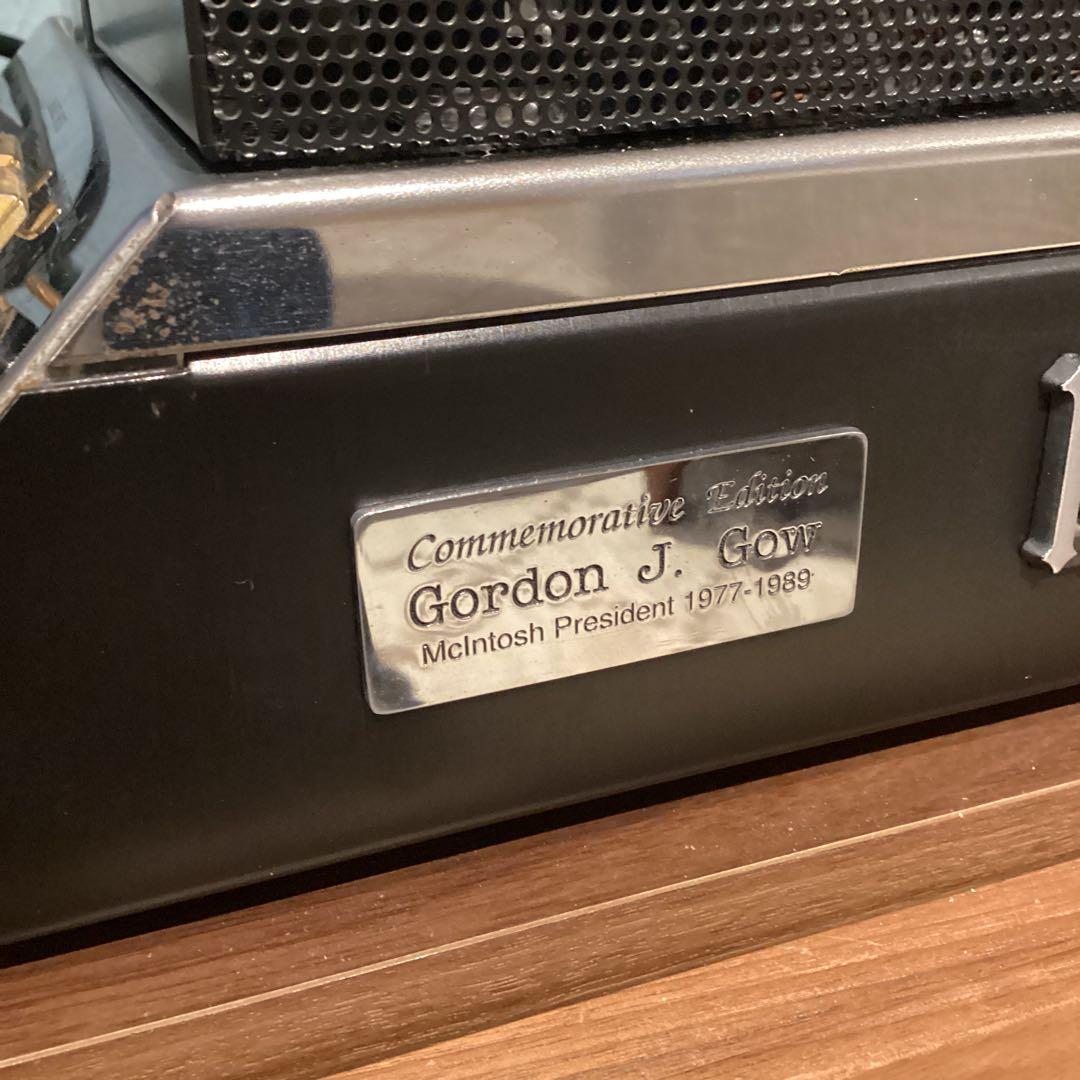 Commemorative Edition
Gordon J. Gow
McIntosh President 1977-1989